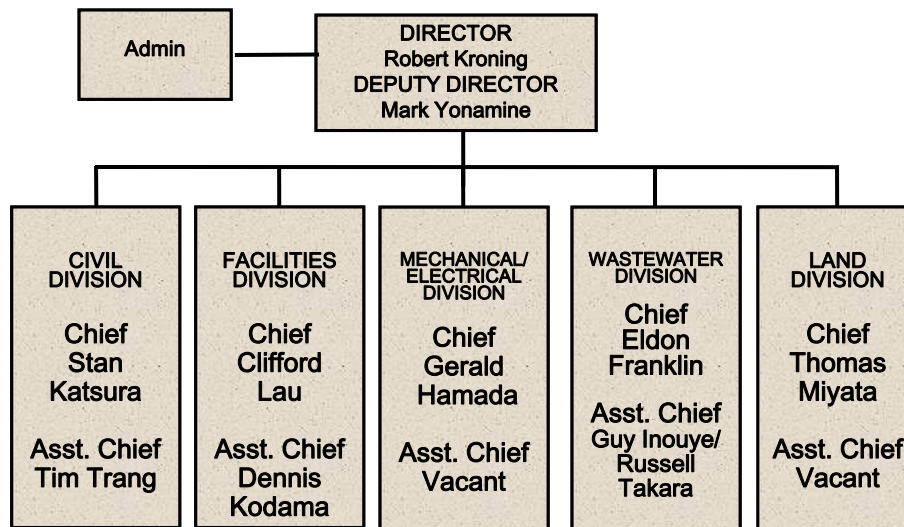 Admin
DIRECTOR
Robert Kroning
DEPUTY DIRECTOR
Mark Yonamine
CIVIL
DIVISION
Chief
Stan
Katsura
Asst. Chief
Tim Trang
FACILITIES
DIVISION
Chief
Clifford
Lau
Asst. Chief
Dennis
Kodama
MECHANICAL/
ELECTRICAL
DIVISION
Chief
Gerald
Hamada
Asst. Chief
Vacant
WASTEWATER
DIVISION
Chief
Eldon
Franklin
Asst. Chief
Guy Inouye/
Russell
Takara
LAND
DIVISION
Chief
Thomas
Miyata
Asst. Chief
Vacant